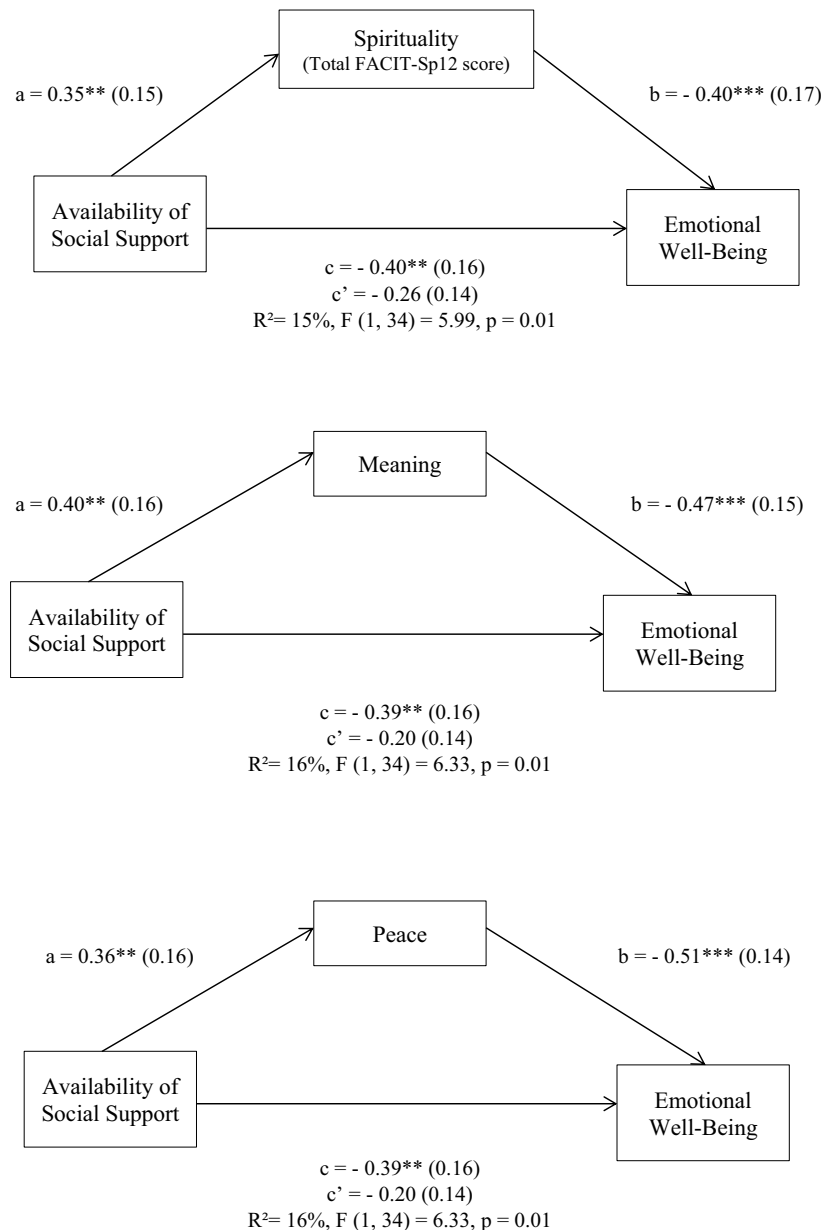 Spirituality
(Total FACIT-Sp12 score)
a = 0.35** (0.15)
b = - 0.40*** (0.17)
Availability of
Social Support
Emotional
Well-Being
c = - 0.40** (0.16)
c’ = - 0.26 (0.14)
R²= 15%, F (1, 34) = 5.99, p = 0.01
Meaning
a = 0.40** (0.16)
b = - 0.47*** (0.15)
Availability of
Social Support
Emotional
Well-Being
c = - 0.39** (0.16)
c’ = - 0.20 (0.14)
R²= 16%, F (1, 34) = 6.33, p = 0.01
Peace
a = 0.36** (0.16)
b = - 0.51*** (0.14)
Availability of
Social Support
Emotional
Well-Being
c = - 0.39** (0.16)
c’ = - 0.20 (0.14)
R²= 16%, F (1, 34) = 6.33, p = 0.01